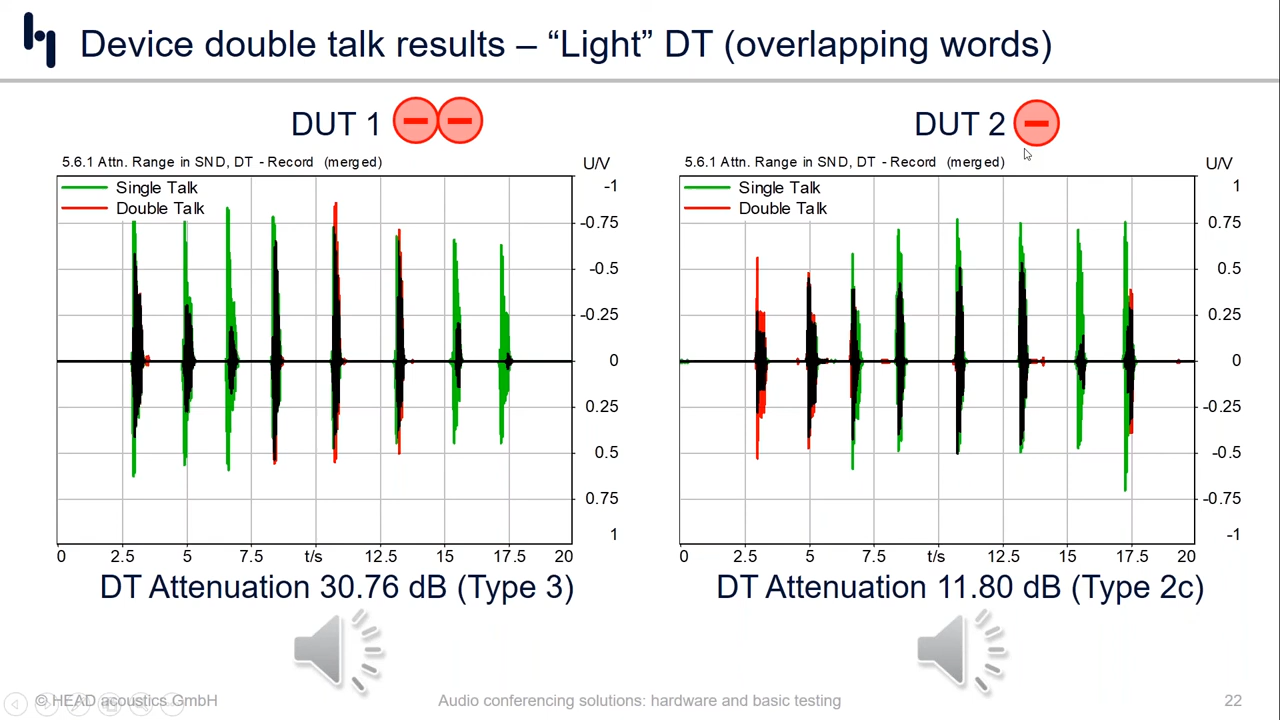 Device double talk results – “Light” DT (overlapping words)
DUT 1
5.6.1 Attn. Range in SND, DT - Record (merged)
U/V
Single Talk
Double Talk
-1
-0.75
-0.5
-0.25
0
0.25
0.5
0.75
1
0 2.5 5 7.5 t/s 12.5 15 17.5 20
DT Attenuation 30.76 dB (Type 3)
DUT 2
5.6.1 Attn. Range in SND, DT - Record (merged)
U/V
Single Talk
Double Talk
1
0.75
0.5
0.25
0
-0.25
-0.5
-0.75
-1
0 2.5 5 7.5 t/s 12.5 15 17.5 20
DT Attenuation 11.80 dB (Type 2c)
© HEAD acoustics GmbH
Audio conferencing solutions: hardware and basic testing
22